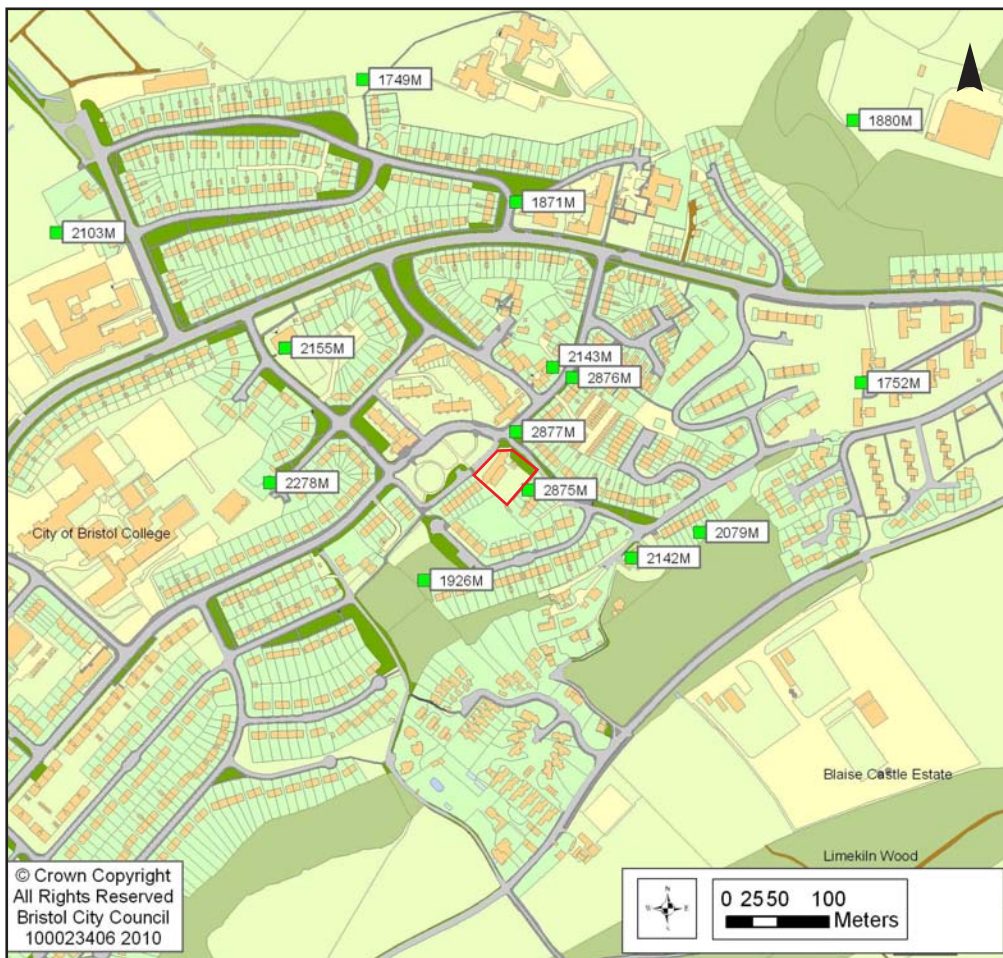 1749M
1880M
1871M
2103M
2155M
2143M
2876M
1752M
2877M
2278M
2875M
City of Bristol College
2079M
2142M
1926M
Blaise Castle Estate
Limekiln Wood
© Crown Copyright
All Rights Reserved
Bristol City Council
100023406 2010
N
W E
S
0 25 50 100
Meters